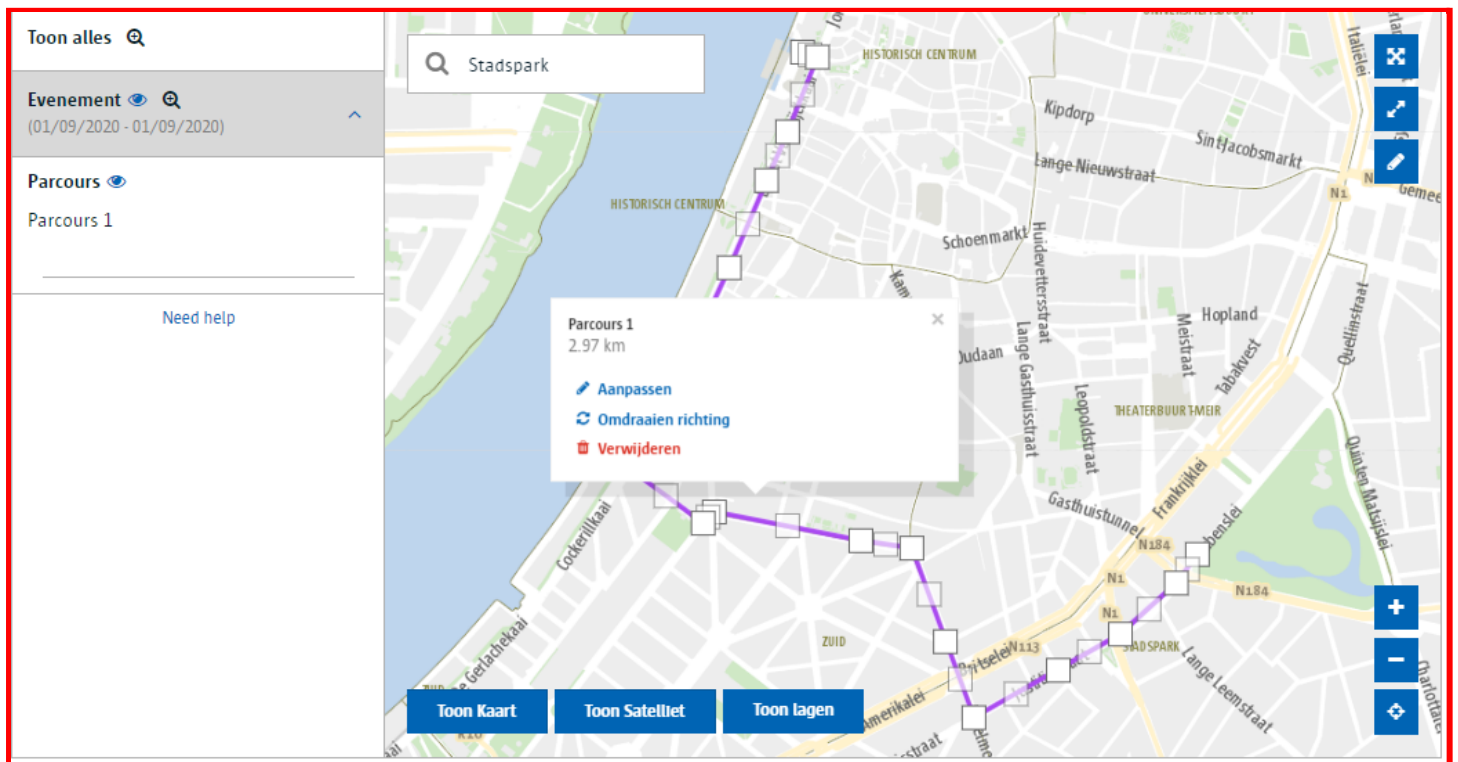 Toon alles
Evenement
(01/09/2020 - 01/09/2020)
Parcours
Parcours 1
Need help
Stadspark
HISTORISCH CENTRUM
Italiëlei
Kipdorp
Sint-Jacobsmarkt
Lange Nieuwstraat
N1
HISTORISCH CENTRUM
Schoenmarkt
Huidevettersstraat
Parcours 1
2.97 km
Aanpassen
Omdraaien richting
Verwijderen
Oudaan
Lange Gasthuisstraat
Hopland
Meistraat
Tabakvest
Quellinstraat
Leopoldstraat
THEATERBUURT-MEIR
Frankrijklei
Quinten Matsijslei
Gasthuistunnel
Cockerillkaai
N184
N1
N184
N1
De Gerlachekaai
ZUID
Britselei
N113
STADSPARK
Lange Leemstraat
Amerikalei
Toon Kaart
Toon Satelliet
Toon lagen